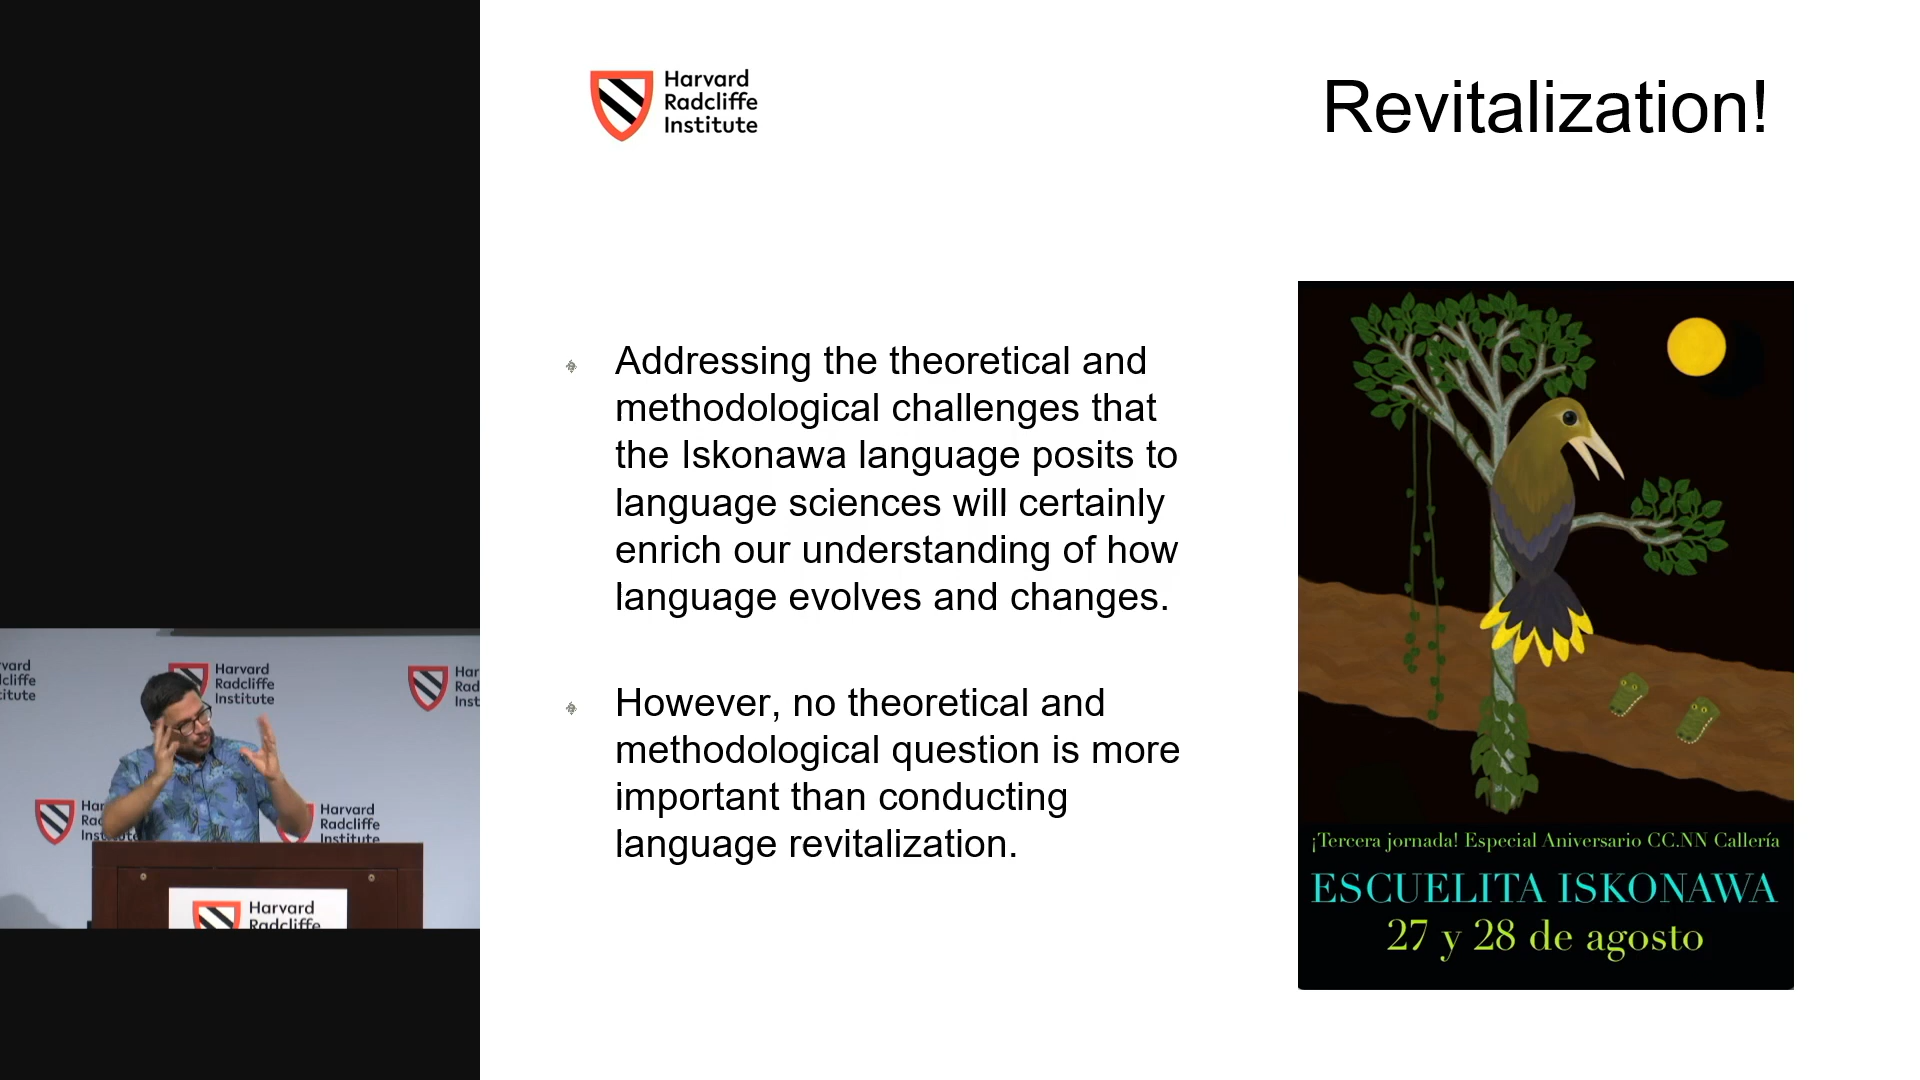 Harvard
Radcliffe
Institute
Revitalization!
Addressing the theoretical and
methodological challenges that
the Iskonawa language posits to
language sciences will certainly
enrich our understanding of how
language evolves and changes.
However, no theoretical and
methodological question is more
important than conducting
language revitalization.
¡Tercera jornada! Especial Aniversario CC.NN Callería
ESCUELITA ISKONAWA
27 y 28 de agosto
Harvard
Radcliffe
Institute
Harvard
Radcliffe
Institute
Harvard
Radcliffe